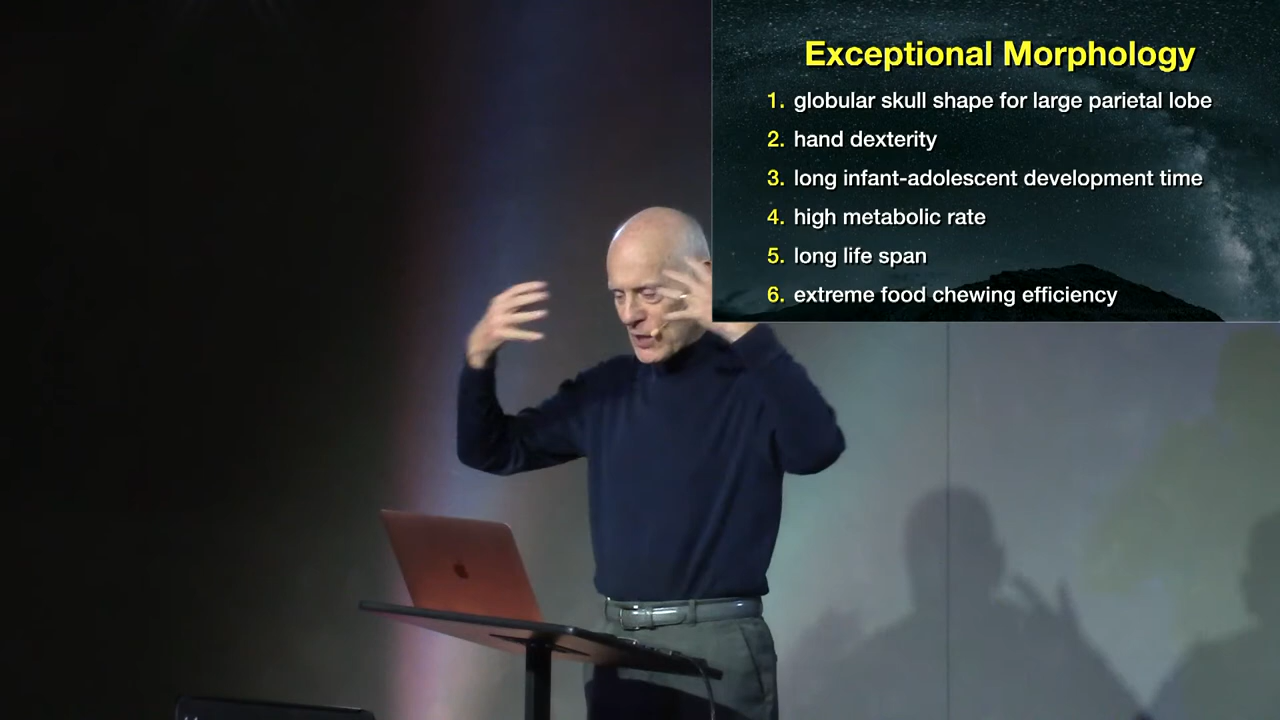 Exceptional Morphology
1. globular skull shape for large parietal lobe
2. hand dexterity
3. long infant-adolescent development time
4. high metabolic rate
5. long life span
6. extreme food chewing efficiency